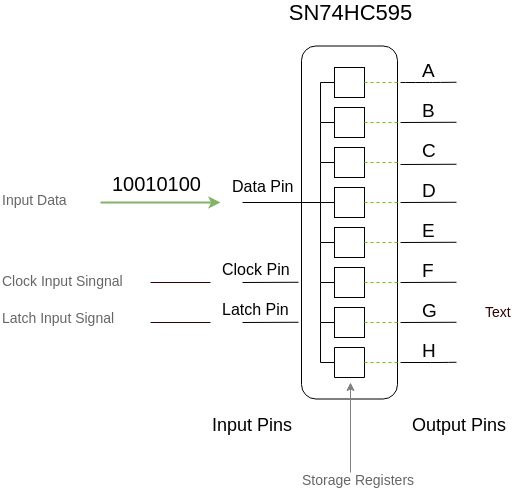 SN74HC595
A
B
C
10010100
Data Pin
Input Data
D
E
Clock Pin
F
Clock Input Singnal
Latch Pin
G
Text
Latch Input Signal
H
Input Pins
Output Pins
Storage Registers